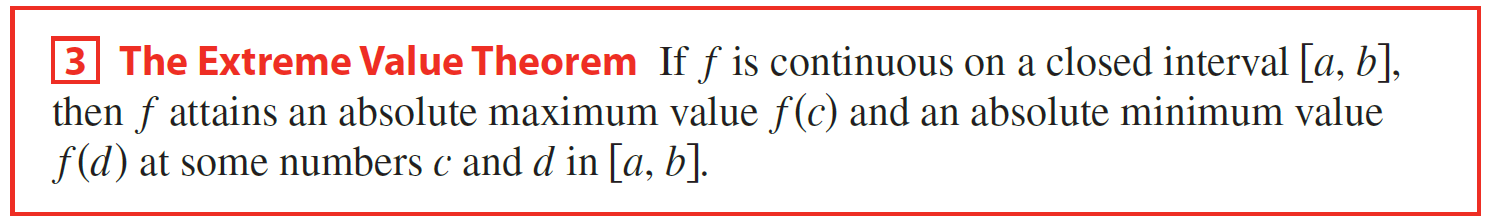 3 The Extreme Value Theorem If f is continuous on a closed interval [a, b],
then f attains an absolute maximum value f(c) and an absolute minimum value
f(d) at some numbers c and d in [a, b].